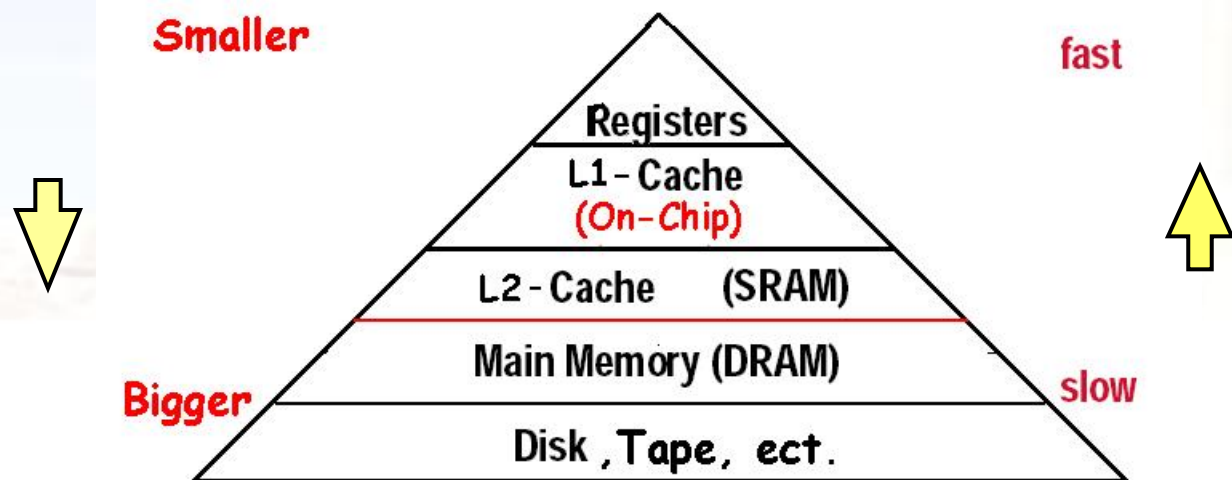 Smaller
fast
Registers
L1 - Cache
(On-Chip)
L2 - Cache (SRAM)
Main Memory (DRAM)
Bigger
slow
Disk ,Tape, ect.